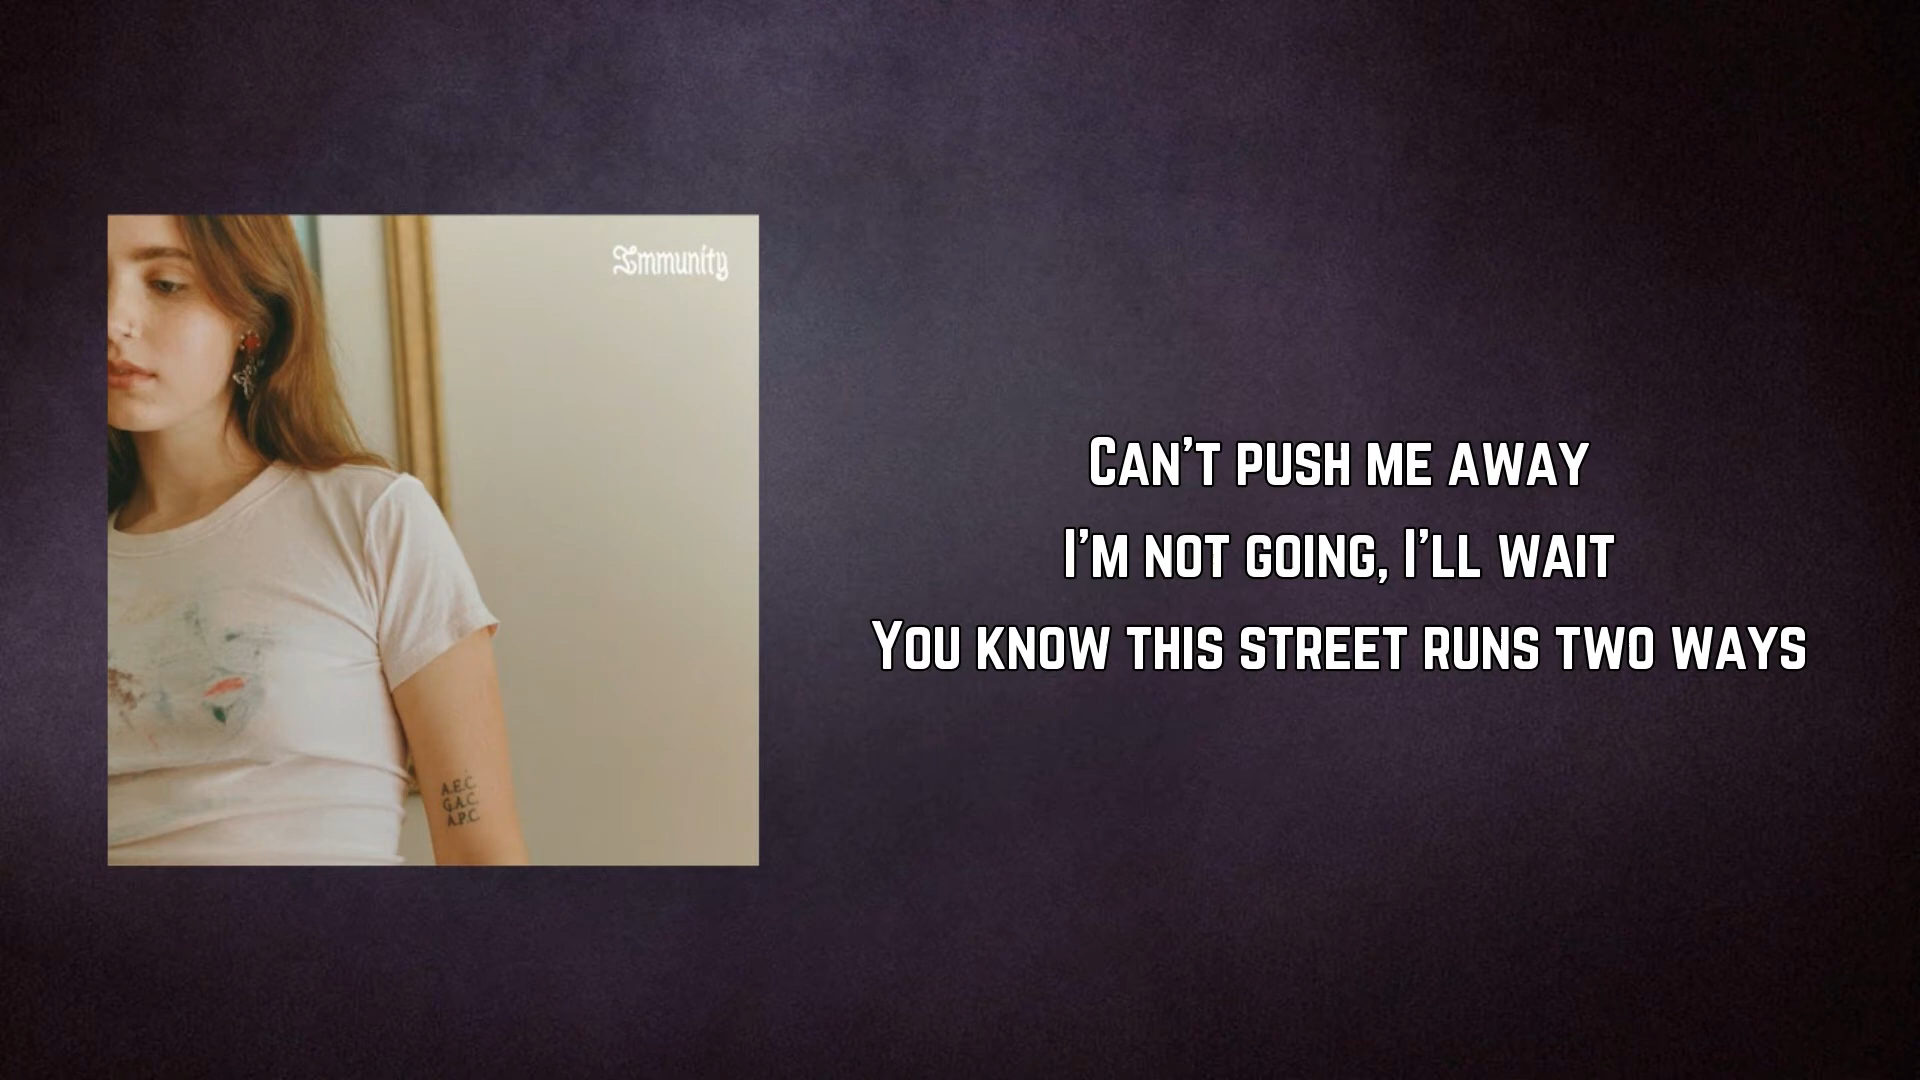 Immunity
Can't push me away
I'm not going, I'll wait
You know this street runs two ways
A.E.C.
G.A.C.
A.P.C.